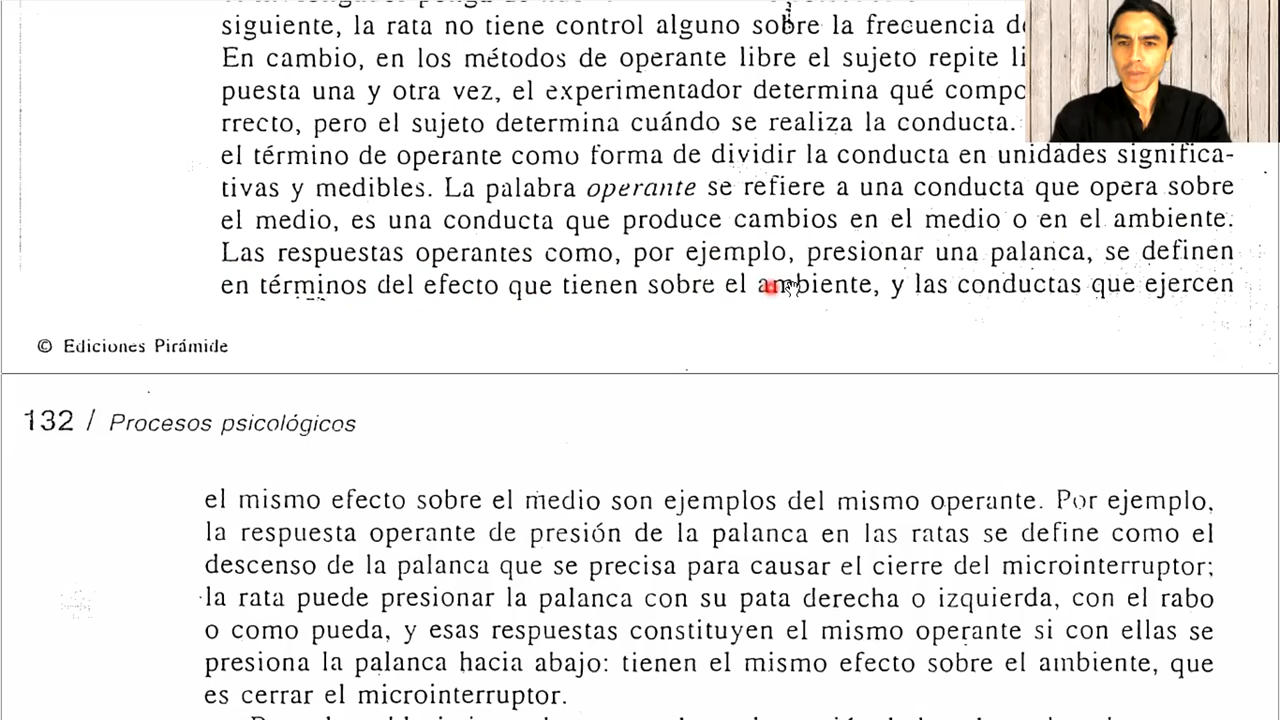 siguiente, la rata no tiene control alguno sobre la frecuencia
En cambio, en los métodos de operante libre el sujeto repite
puesta una y otra vez, el experimentador determina qué
rrecto, pero el sujeto determina cuándo se realiza la conducta.
el término de operante como forma de dividir la conducta en unidades significa-
tivas y medibles. La palabra operante se refiere a una conducta que opera sobre
el medio, es una conducta que produce cambios en el medio o en el ambiente.
Las respuestas operantes como, por ejemplo, presionar una palanca, se definen
en términos del efecto que tienen sobre el ambiente, y las conductas que ejercen
© Ediciones Pirámide
132 / Procesos psicológicos
el mismo efecto sobre el medio son ejemplos del mismo operante. Por ejemplo,
la respuesta operante de presión de la palanca en las ratas se define como el
descenso de la palanca que se precisa para causar el cierre del microinterruptor;
la rata puede presionar la palanca con su pata derecha o izquierda, con el rabo
o como pueda, y esas respuestas constituyen el mismo operante si con ellas se
presiona la palanca hacia abajo: tienen el mismo efecto sobre el ambiente, que
es cerrar el microinterruptor.